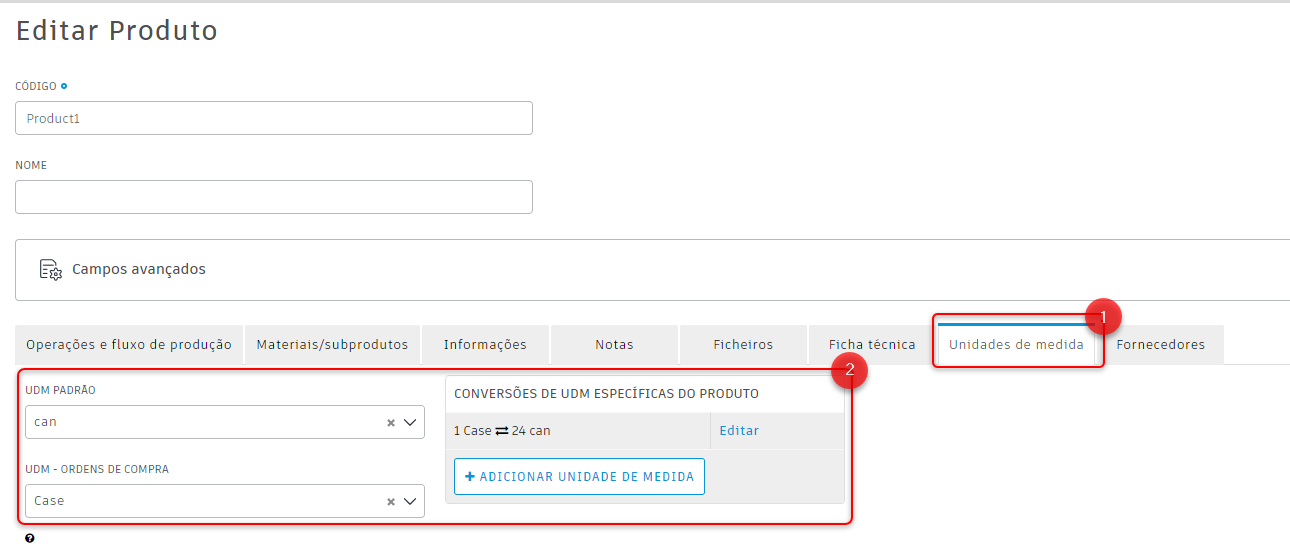 Editar Produto
CÓDIGO
Product1
NOME
Campos avançados
1
Operações e fluxo de produção Materiais/subprodutos Informações Notas Ficheiros Ficha técnica Unidades de medida Fornecedores
2
UDM PADRÃO
can
UDM - ORDENS DE COMPRA
Case
CONVERSÕES DE UDM ESPECÍFICAS DO PRODUTO
1 Case ⇄ 24 can Editar
+ ADICIONAR UNIDADE DE MEDIDA